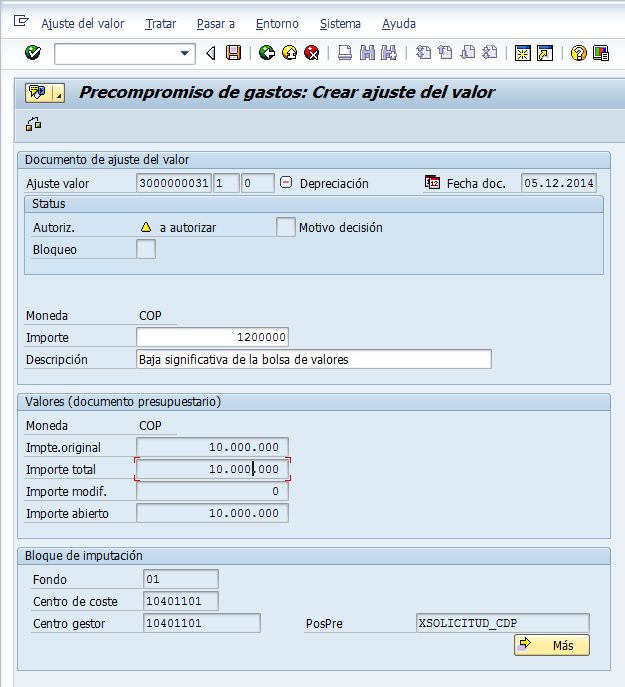 Ajuste del valor Tratar Pasar a Entorno Sistema Ayuda
Precompromiso de gastos: Crear ajuste del valor
Documento de ajuste del valor
Ajuste valor 3000000031 1 0 Depreciación Fecha doc. 05.12.2014
Status
Autoriz. a autorizar Motivo decisión
Bloqueo
Moneda COP
Importe 1200000
Descripción Baja significativa de la bolsa de valores
Valores (documento presupuestario)
Moneda COP
Impte.original 10.000.000
Importe total 10.000.000
Importe modif. 0
Importe abierto 10.000.000
Bloque de imputación
Fondo 01
Centro de coste 10401101
Centro gestor 10401101 PosPre XSOLICITUD_CDP
Más